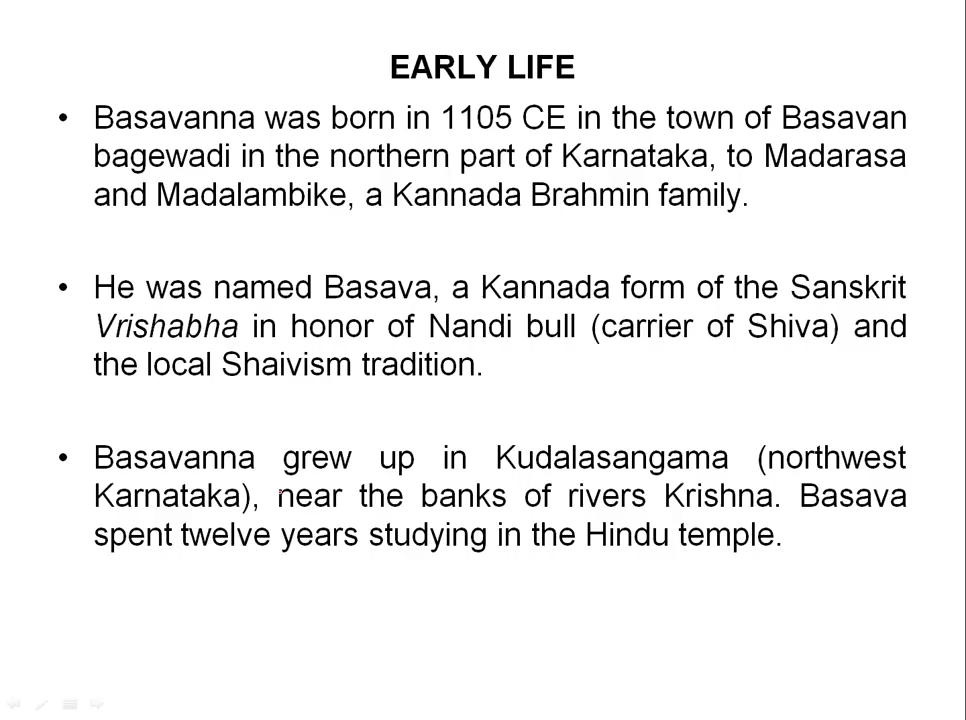 EARLY LIFE
• Basavanna was born in 1105 CE in the town of Basavan
bagewadi in the northern part of Karnataka, to Madarasa
and Madalambike, a Kannada Brahmin family.
• He was named Basava, a Kannada form of the Sanskrit
Vrishabha in honor of Nandi bull (carrier of Shiva) and
the local Shaivism tradition.
• Basavanna grew up in Kudalasangama (northwest
Karnataka), near the banks of rivers Krishna. Basava
spent twelve years studying in the Hindu temple.